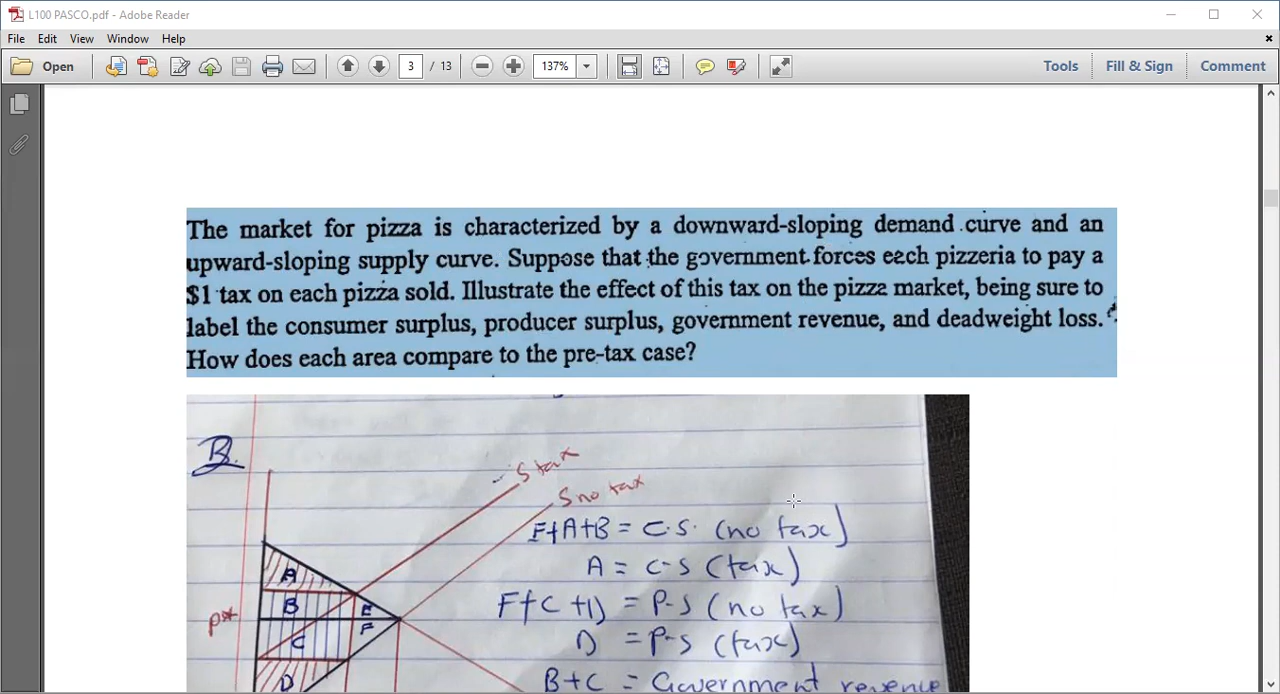 L100 PASCO.pdf - Adobe Reader
File Edit View Window Help
Open 3 / 13 137% Tools Fill & Sign Comment
The market for pizza is characterized by a downward-sloping demand curve and an
upward-sloping supply curve. Suppose that the government forces each pizzeria to pay a
$1 tax on each pizza sold. Illustrate the effect of this tax on the pizza market, being sure to
label the consumer surplus, producer surplus, government revenue, and deadweight loss.
How does each area compare to the pre-tax case?
B.
S tax
S no tax
E+A+B = C.S. (no tax)
A
A = C-S (tax)
B
E
F+C+D = P-S (no tax)
P*
F
C
D = P-S (tax)
D
B+C = Government revenue